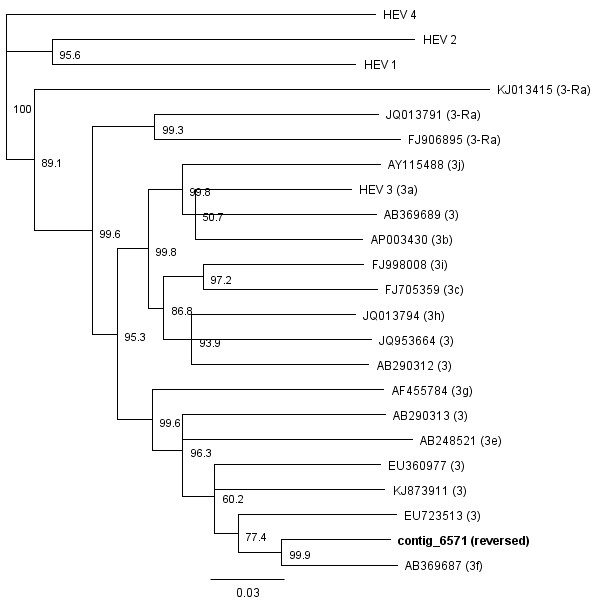 HEV 4
HEV 2
95.6
HEV 1
KJ013415 (3-Ra)
100
JQ013791 (3-Ra)
99.3
FJ906895 (3-Ra)
89.1
AY115488 (3j)
99.8
HEV 3 (3a)
50.7
AB369689 (3)
99.6
AP003430 (3b)
99.8
FJ998008 (3i)
97.2
FJ705359 (3c)
86.8
JQ013794 (3h)
95.3
93.9
JQ953664 (3)
AB290312 (3)
AF455784 (3g)
99.6
AB290313 (3)
AB248521 (3e)
96.3
EU360977 (3)
KJ873911 (3)
60.2
EU723513 (3)
77.4
contig_6571 (reversed)
99.9
AB369687 (3f)
0.03